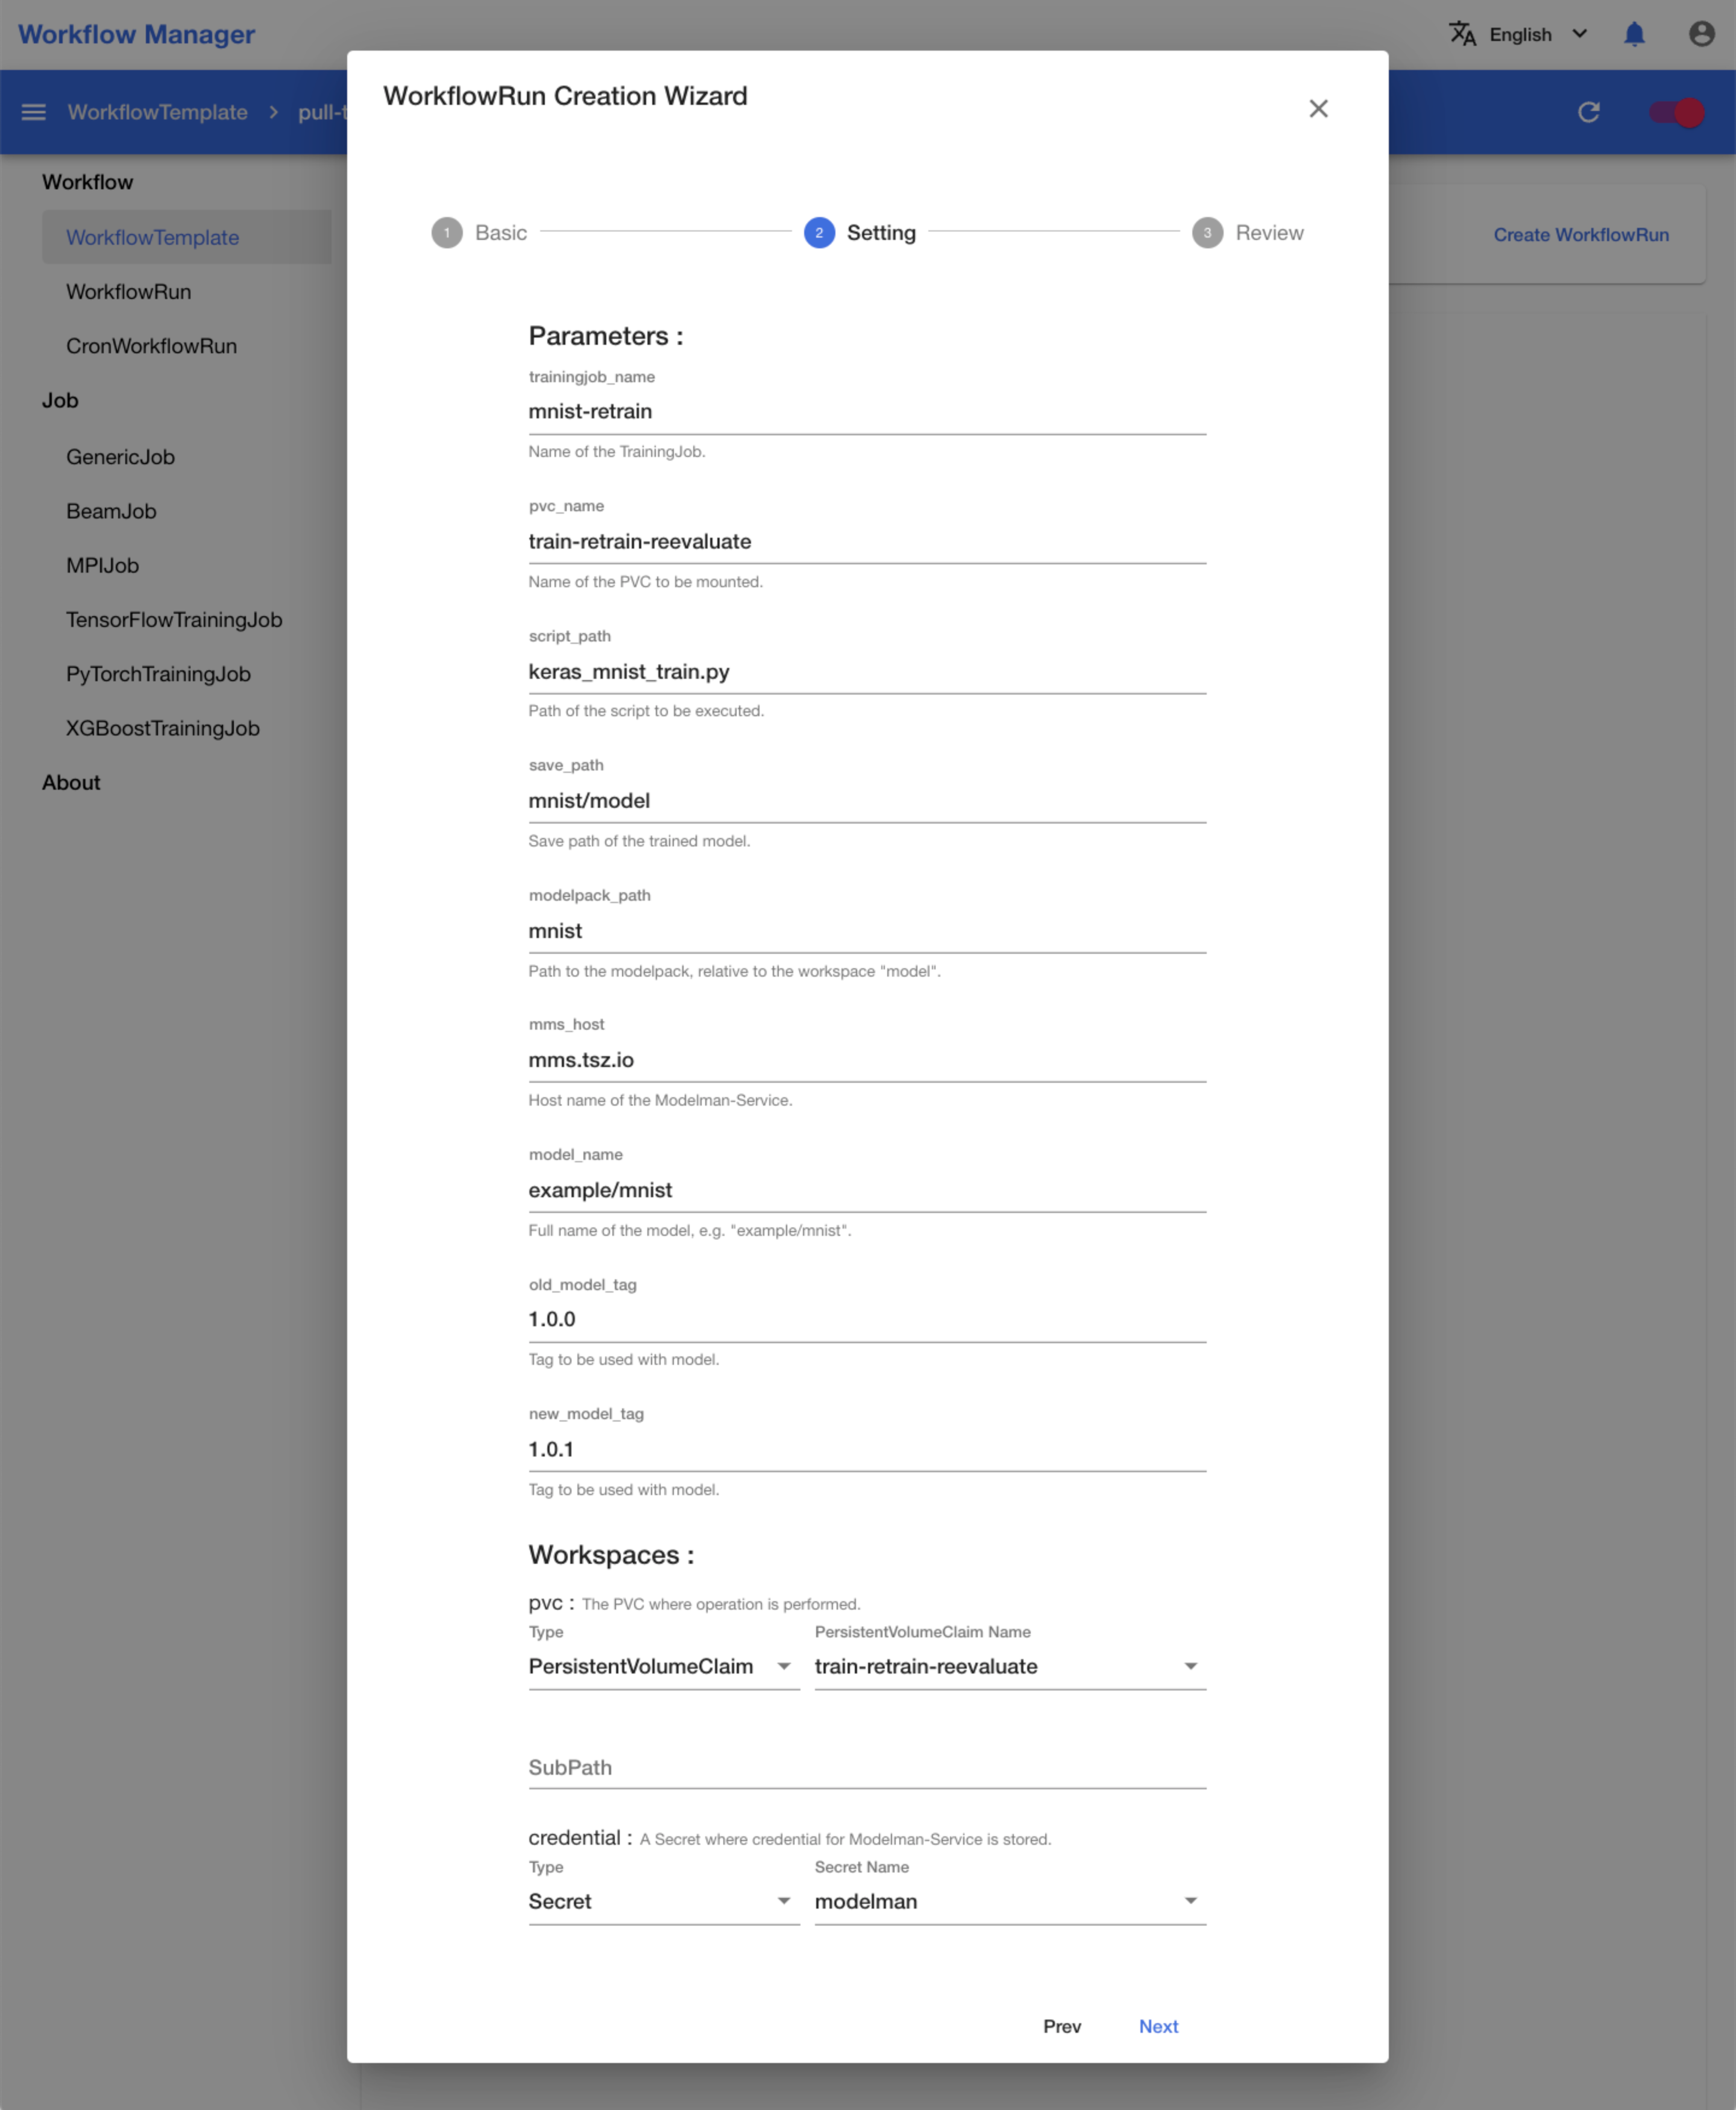 Workflow Manager
English
WorkflowTemplate > pull-t
WorkflowRun Creation Wizard
Workflow
WorkflowTemplate
WorkflowRun
CronWorkflowRun
Job
GenericJob
BeamJob
MPIJob
TensorFlowTrainingJob
PyTorchTrainingJob
XGBoostTrainingJob
About
Create WorkflowRun
1 Basic
2 Setting
3 Review
Parameters :
trainingjob_name
mnist-retrain
Name of the TrainingJob.
pvc_name
train-retrain-reevaluate
Name of the PVC to be mounted.
script_path
keras_mnist_train.py
Path of the script to be executed.
save_path
mnist/model
Save path of the trained model.
modelpack_path
mnist
Path to the modelpack, relative to the workspace "model".
mms_host
mms.tsz.io
Host name of the Modelman-Service.
model_name
example/mnist
Full name of the model, e.g. "example/mnist".
old_model_tag
1.0.0
Tag to be used with model.
new_model_tag
1.0.1
Tag to be used with model.
Workspaces :
pvc : The PVC where operation is performed.
Type PersistentVolumeClaim Name
PersistentVolumeClaim train-retrain-reevaluate
SubPath
credential : A Secret where credential for Modelman-Service is stored.
Type Secret Name
Secret modelman
Prev Next